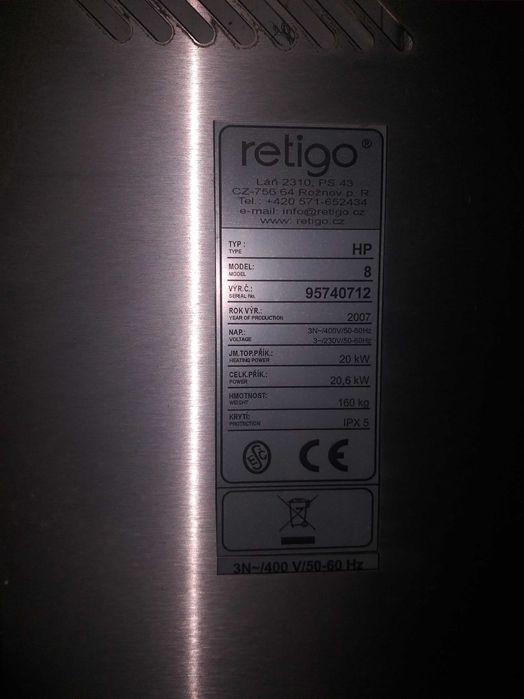 retigo®
Láň 2310, PS 43
CZ-756 64 Rožnov p. R.
Tel.: +420 571-652434
e-mail: info@retigo.cz
www: retigo.cz
TYP :
TYPE
HP
MODEL:
MODEL
8
VÝR.Č.:
SERIAL No.
95740712
ROK VÝR.:
YEAR OF PRODUCTION
2007
NAP.:
VOLTAGE
3N~/400V/50-60Hz
3~/230V/50-60Hz
JM.TOP.PŘÍK.:
HEATING POWER
20 kW
CELK.PŘÍK.:
POWER
20,6 kW
HMOTNOST:
WEIGHT
160 kg
KRYTÍ:
PROTECTION
IPX 5
CE
3N~/400 V/50-60 Hz